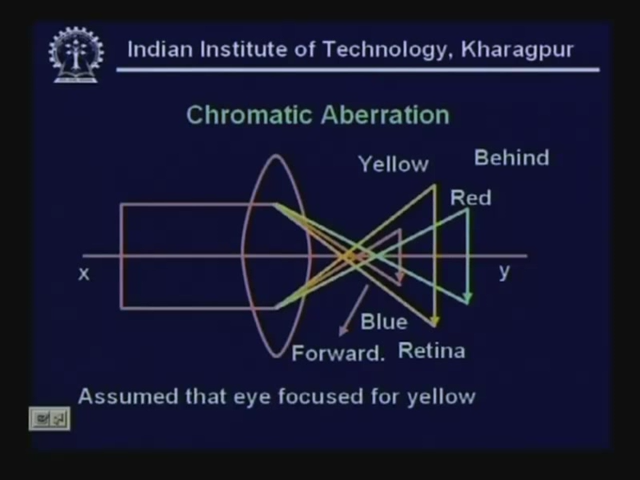 Indian Institute of Technology, Kharagpur
Chromatic Aberration
Yellow
Behind
Red
x
y
Blue
Forward. Retina
Assumed that eye focused for yellow